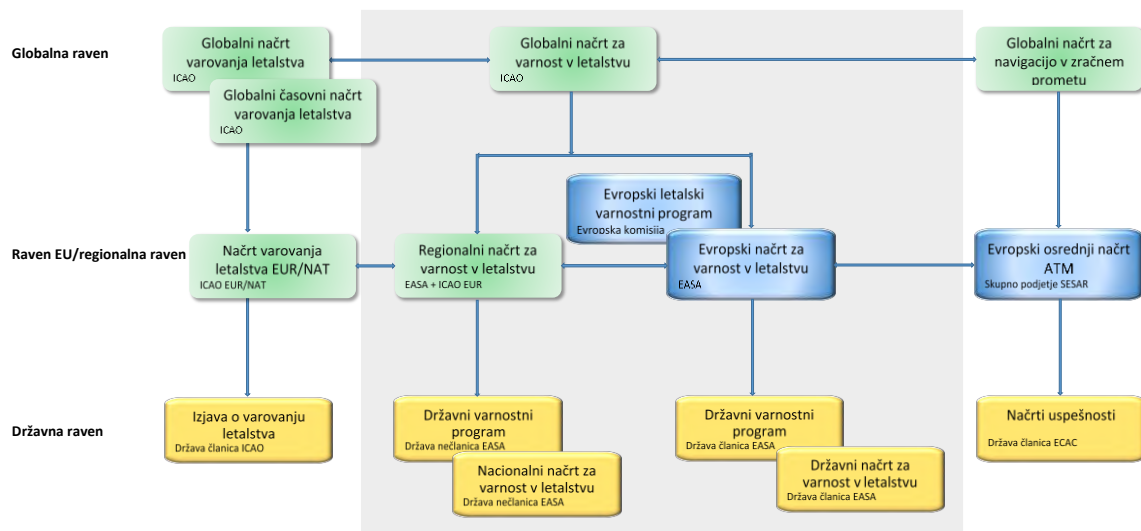 Globalna raven
Globalni načrt
varovanja letalstva
ICAO
Globalni časovni načrt
varovanja letalstva
ICAO
Globalni načrt za
varnost v letalstvu
ICAO
Globalni načrt za
navigacijo v zračnem
prometu
Raven EU/regionalna raven
Načrt varovanja
letalstva EUR/NAT
ICAO EUR/NAT
Regionalni načrt za
varnost v letalstvu
EASA + ICAO EUR
Evropski letalski
varnostni program
Evropska komisija
Evropski načrt za
varnost v letalstvu
EASA
Evropski osrednji načrt
ATM
Skupno podjetje SESAR
Državna raven
Izjava o varovanju
letalstva
Država članica ICAO
Državni varnostni
program
Država nečlanica EASA
Nacionalni načrt za
varnost v letalstvu
Država nečlanica EASA
Državni varnostni
program
Država članica EASA
Državni načrt za
varnost v letalstvu
Država članica EASA
Načrti uspešnosti
Država članica ECAC